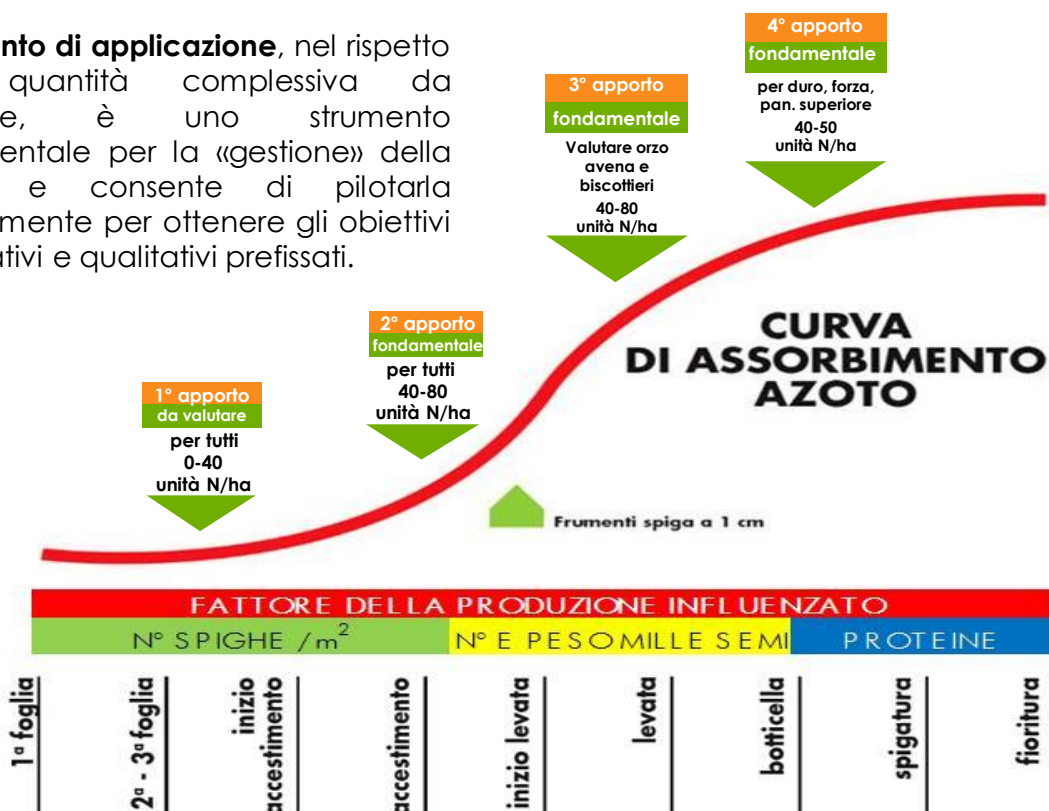 nto di applicazione, nel rispetto
quantità complessiva da
e, è uno strumento
entale per la «gestione» della
e consente di pilotarla
mente per ottenere gli obiettivi
ativi e qualitativi prefissati.
1° apporto
da valutare
per tutti
0-40
unità N/ha
2° apporto
fondamentale
per tutti
40-80
unità N/ha
3° apporto
fondamentale
Valutare orzo
avena e
biscottieri
40-80
unità N/ha
4° apporto
fondamentale
per duro, forza,
pan. superiore
40-50
unità N/ha
CURVA
DI ASSORBIMENTO
AZOTO
Frumenti spiga a 1 cm
FATTORE DELLA PRODUZIONE INFLUENZATO
N° SPIGHE /m²
N° E PESOMILLE SEMI
PROTEINE
1ª foglia
2ª - 3ª foglia
inizio
accestimento
accestimento
inizio levata
levata
botticella
spigatura
fioritura